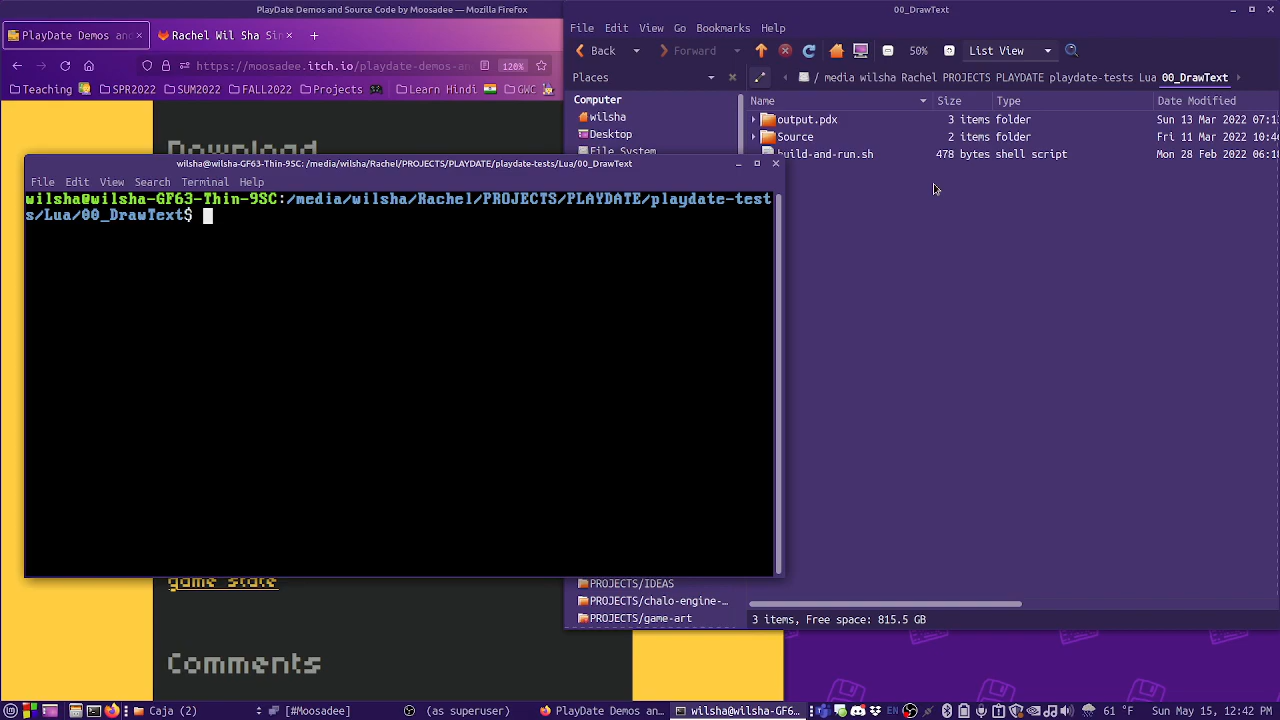 PlayDate Demos and Source Code by Moosadee — Mozilla Firefox
PlayDate Demos an
Rachel Wil Sha Si
https://moosadee.itch.io/playdate-demos-an
120%
Teaching SPR2022 SUM2022 FALL2022 Projects Learn Hindi GWC
Download
00_DrawText
File Edit View Go Bookmarks Help
Back Forward 50% List View
Places
/ media wilsha Rachel PROJECTS PLAYDATE playdate-tests Lua 00_DrawText
Computer
wilsha
Desktop
File System
Name Size Type Date Modified
output.pdx 3 items folder Sun 13 Mar 2022 07:1
Source 2 items folder Fri 11 Mar 2022 10:4
build-and-run.sh 478 bytes shell script Mon 28 Feb 2022 06:1
wilsha@wilsha-GF63-Thin-9SC: /media/wilsha/Rachel/PROJECTS/PLAYDATE/playdate-tests/Lua/00_DrawText
File Edit View Search Terminal Help
wilsha@wilsha-GF63-Thin-9SC:/media/wilsha/Rachel/PROJECTS/PLAYDATE/playdate-test
s/Lua/00_DrawText$
game state
Comments
PROJECTS/IDEAS
PROJECTS/chalo-engine-…
PROJECTS/game-art
3 items, Free space: 815.5 GB
Caja (2)
[#Moosadee]
(as superuser)
PlayDate Demos an…
wilsha@wilsha-GF6…
EN
61 °F
Sun May 15, 12:42 PM